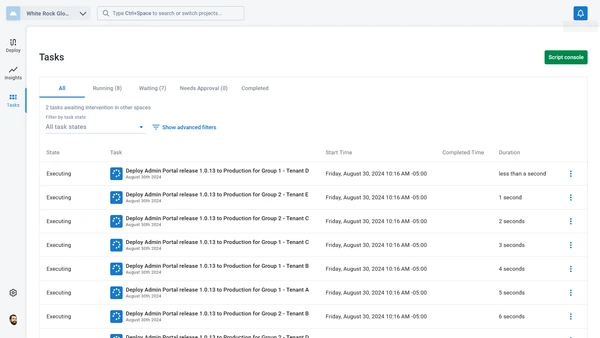 White Rock Glo...
Type Ctrl+Space to search or switch projects...
Deploy
Insights
Tasks
Tasks
Script console
All
Running (8)
Waiting (7)
Needs Approval (0)
Completed
2 tasks awaiting intervention in other spaces
Filter by task state
All task states
Show advanced filters
State Task Start Time Completed Time Duration
Executing Deploy Admin Portal release 1.0.13 to Production for Group 1 - Tenant D Friday, August 30, 2024 10:16 AM -05:00 less than a second
August 30th 2024
Executing Deploy Admin Portal release 1.0.13 to Production for Group 2 - Tenant E Friday, August 30, 2024 10:16 AM -05:00 1 second
August 30th 2024
Executing Deploy Admin Portal release 1.0.13 to Production for Group 2 - Tenant C Friday, August 30, 2024 10:16 AM -05:00 2 seconds
August 30th 2024
Executing Deploy Admin Portal release 1.0.13 to Production for Group 1 - Tenant C Friday, August 30, 2024 10:16 AM -05:00 3 seconds
August 30th 2024
Executing Deploy Admin Portal release 1.0.13 to Production for Group 1 - Tenant B Friday, August 30, 2024 10:16 AM -05:00 4 seconds
August 30th 2024
Executing Deploy Admin Portal release 1.0.13 to Production for Group 1 - Tenant A Friday, August 30, 2024 10:16 AM -05:00 5 seconds
August 30th 2024
Executing Deploy Admin Portal release 1.0.13 to Production for Group 2 - Tenant B Friday, August 30, 2024 10:16 AM -05:00 6 seconds
August 30th 2024
Deploy Admin Portal release 1.0.13 to Production for Group 2 - Tenant D